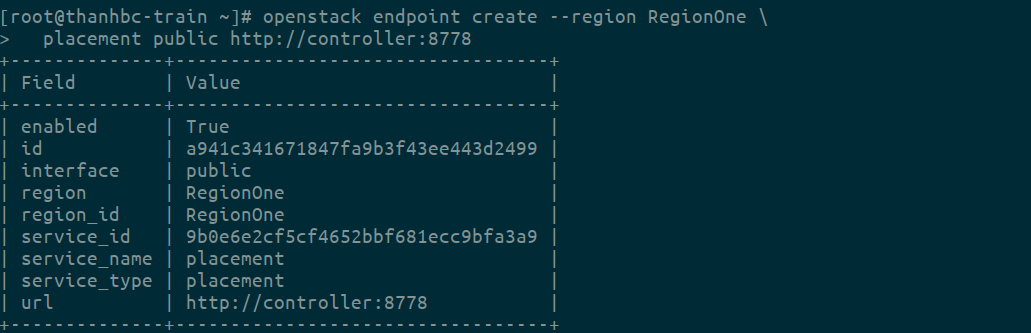 [root@thanhbc-train ~]# openstack endpoint create --region RegionOne \
>   placement public http://controller:8778
+--------------+----------------------------------+
| Field        | Value                            |
+--------------+----------------------------------+
| enabled      | True                             |
| id           | a941c341671847fa9b3f43ee443d2499 |
| interface    | public                           |
| region       | RegionOne                        |
| region_id    | RegionOne                        |
| service_id   | 9b0e6e2cf5cf4652bbf681ecc9bfa3a9 |
| service_name | placement                        |
| service_type | placement                        |
| url          | http://controller:8778           |
+--------------+----------------------------------+